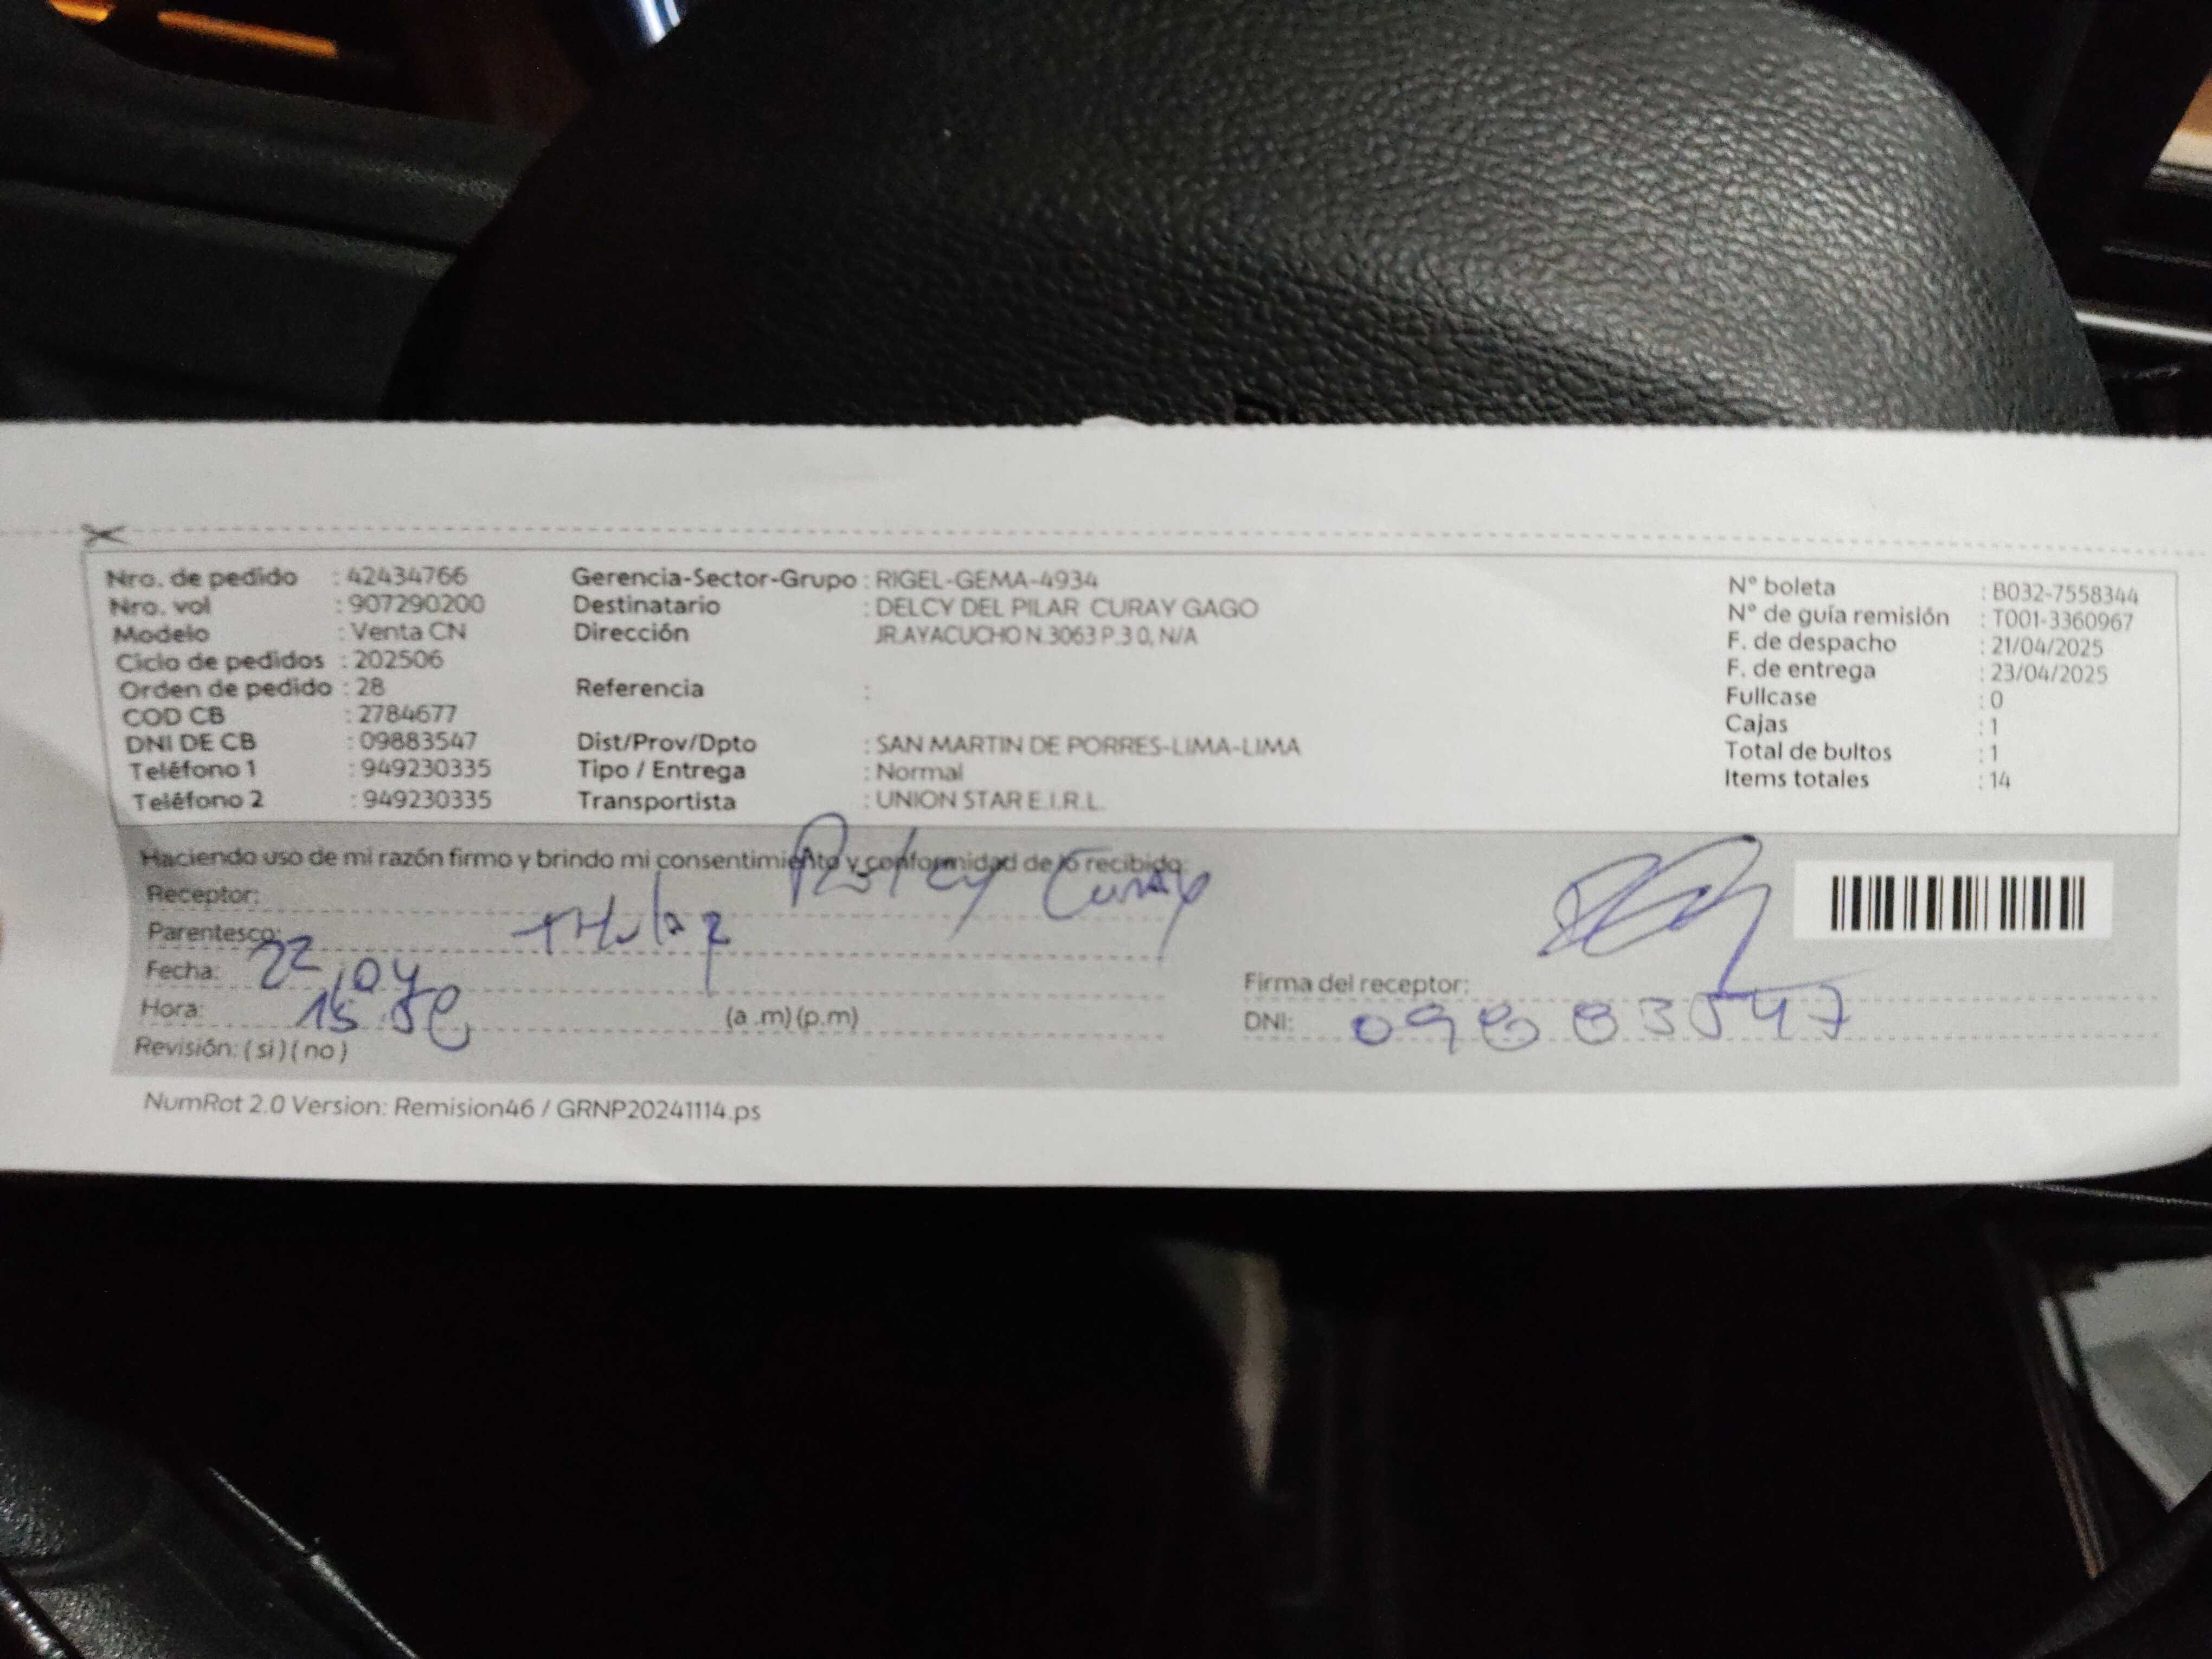 Nro. de pedido : 42434766
Nro. vol : 907290200
Modelo : Venta CN
Ciclo de pedidos : 202506
Orden de pedido : 28
COD CB : 2784677
DNI DE CB : 09883547
Teléfono 1 : 949230335
Teléfono 2 : 949230335
Gerencia-Sector-Grupo : RIGEL-GEMA-4934
Destinatario : DELCY DEL PILAR CURAY GAGO
Dirección JR.AYACUCHO N.3063 P.3 0, N/A
Referencia :
Dist/Prov/Dpto : SAN MARTIN DE PORRES-LIMA-LIMA
Tipo / Entrega : Normal
Transportista : UNION STAR E.I.R.L.
N° boleta : B032-7558344
N° de guía remisión : T001-3360967
F. de despacho : 21/04/2025
F. de entrega : 23/04/2025
Fullcase : 0
Cajas : 1
Total de bultos : 1
Items totales : 14
Haciendo uso de mi razón firmo y brindo mi consentimiento y conformidad de lo recibido:
Receptor: Curay
Parentesco: titular
Fecha: 22/04
Hora: (a .m) (p.m)
Revisión: ( si ) ( no )
Firma del receptor:
DNI: 09883547
NumRot 2.0 Version: Remision46 / GRNP20241114.ps